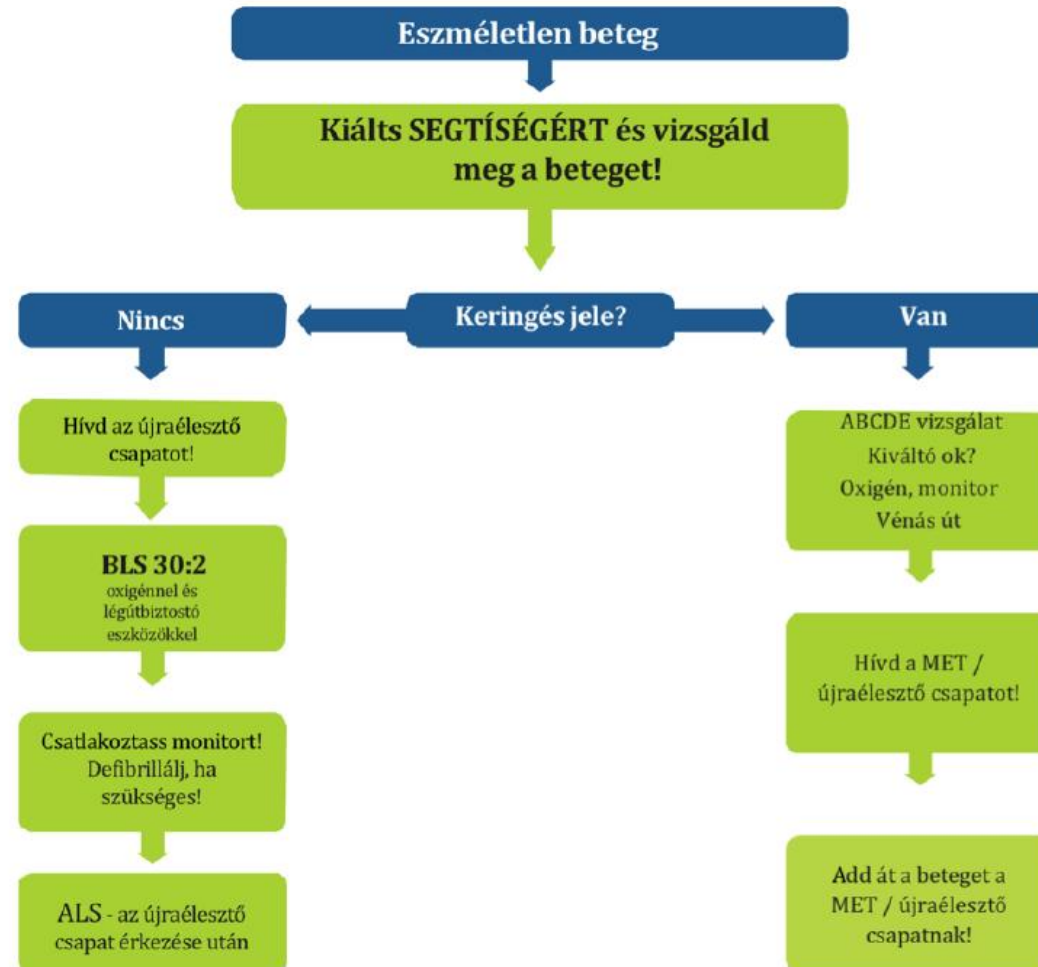 Eszméletlen beteg
Kiálts SEGTÍSÉGÉRT és vizsgáld
meg a beteget!
Keringés jele?
Nincs
Hívd az újraélesztő
csapatot!
BLS 30:2
oxigénnel és
légútbiztostó
eszközökkel
Csatlakoztass monitort!
Defibrillálj, ha
szükséges!
ALS - az újraélesztő
csapat érkezése után
Van
ABCDE vizsgálat
Kiváltó ok?
Oxigén, monitor
Vénás út
Hívd a MET /
újraélesztő csapatot!
Add át a beteget a
MET / újraélesztő
csapatnak!